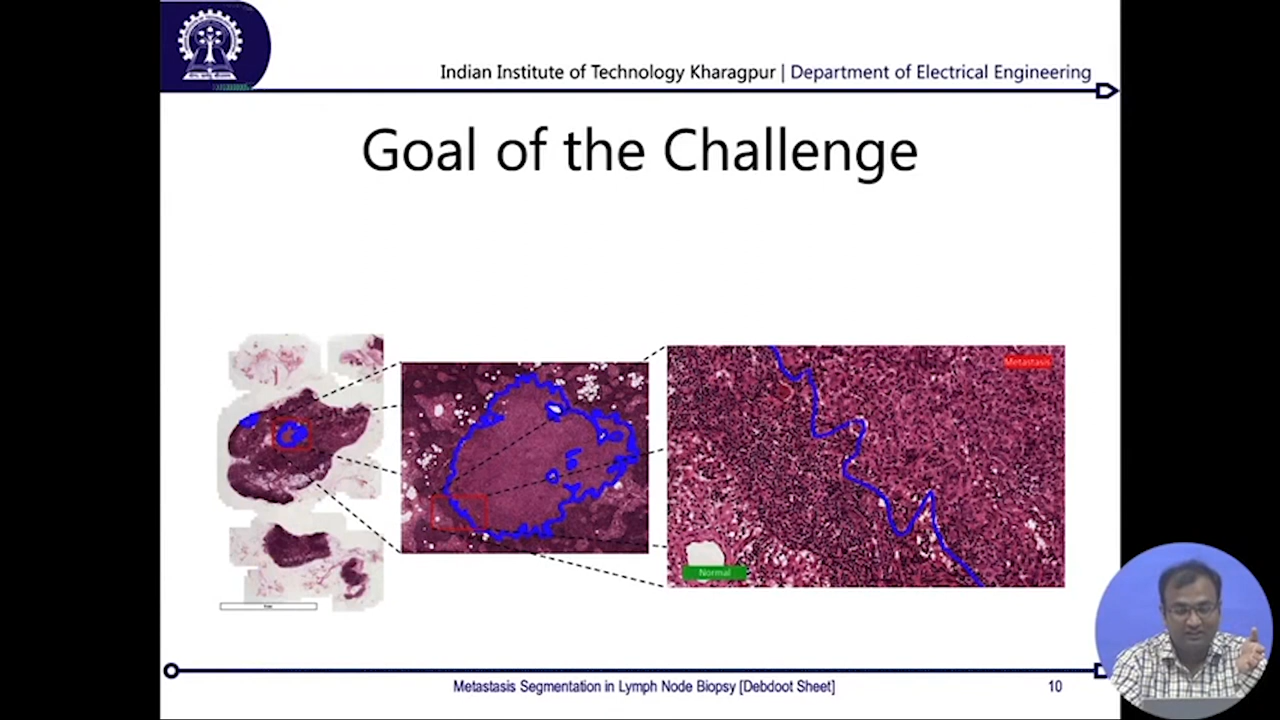 Indian Institute of Technology Kharagpur | Department of Electrical Engineering
Goal of the Challenge
Metastasis
Normal
Metastasis Segmentation in Lymph Node Biopsy [Debdoot Sheet]
10